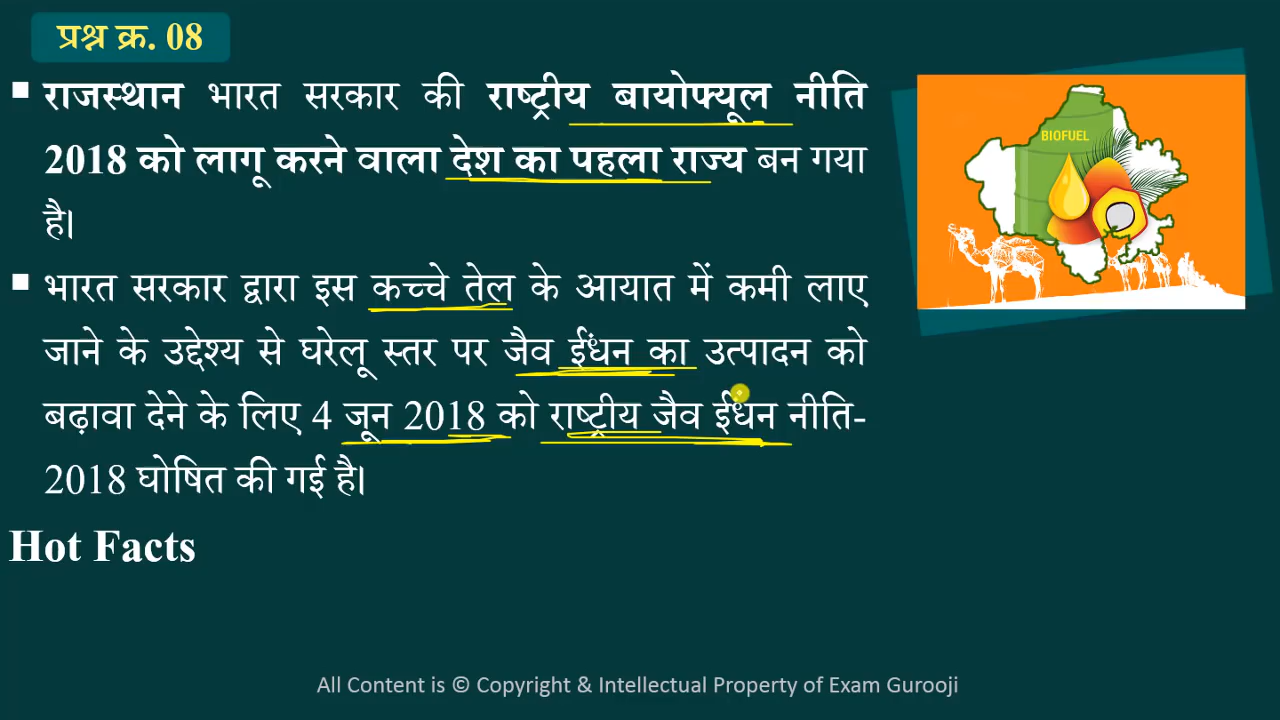 प्रश्न क्र. 08
▪ राजस्थान भारत सरकार की राष्ट्रीय बायोफ्यूल नीति
2018 को लागू करने वाला देश का पहला राज्य बन गया
है।
▪ भारत सरकार द्वारा इस कच्चे तेल के आयात में कमी लाए
जाने के उद्देश्य से घरेलू स्तर पर जैव ईंधन का उत्पादन को
बढ़ावा देने के लिए 4 जून 2018 को राष्ट्रीय जैव ईंधन नीति-
2018 घोषित की गई है।
Hot Facts
BIOFUEL
All Content is © Copyright & Intellectual Property of Exam Gurooji